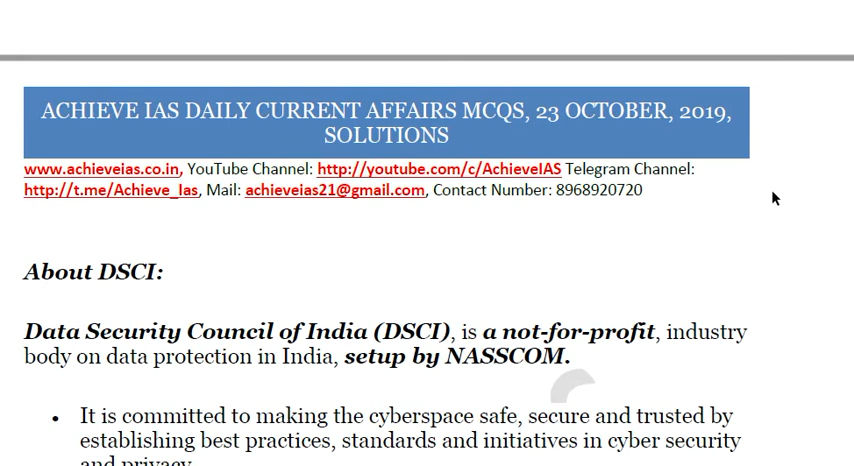 ACHIEVE IAS DAILY CURRENT AFFAIRS MCQS, 23 OCTOBER, 2019,
SOLUTIONS
www.achieveias.co.in, YouTube Channel: http://youtube.com/c/AchieveIAS Telegram Channel:
http://t.me/Achieve_Ias, Mail: achieveias21@gmail.com, Contact Number: 8968920720
About DSCI:
Data Security Council of India (DSCI), is a not-for-profit, industry
body on data protection in India, setup by NASSCOM.
• It is committed to making the cyberspace safe, secure and trusted by
establishing best practices, standards and initiatives in cyber security
and privacy.